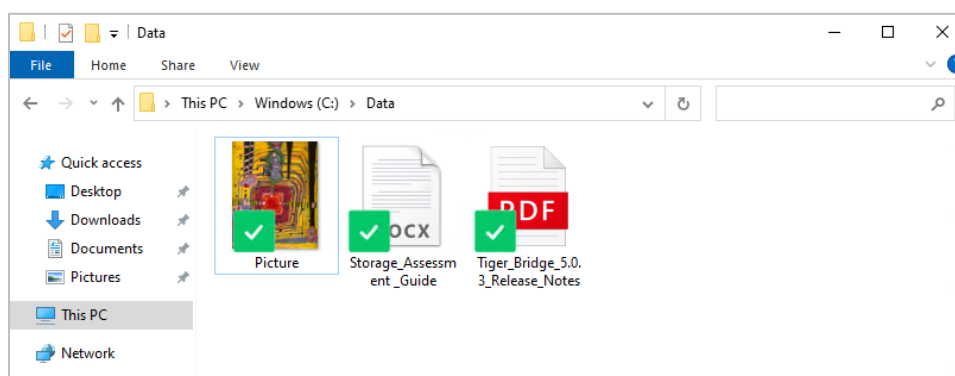 Data
File Home Share View
This PC Windows (C:) Data
Quick access
Desktop
Downloads
Documents
Pictures
This PC
Network
OCX
PDF
Picture
Storage_Assessm
ent _Guide
Tiger_Bridge_5.0.
3_Release_Notes